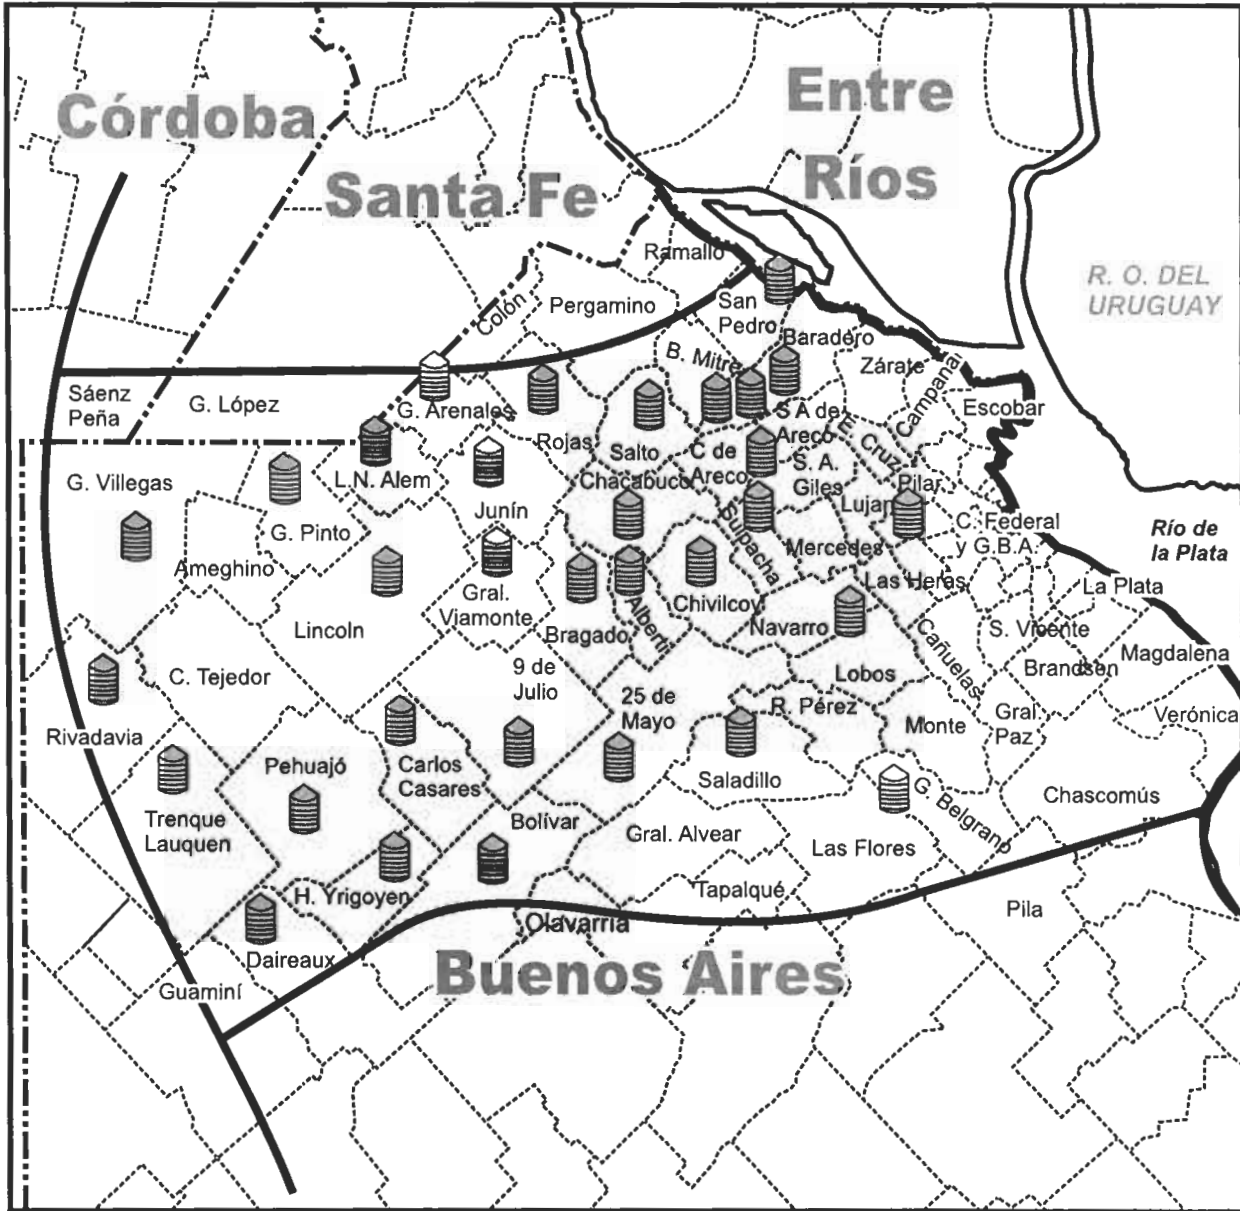 Córdoba
Entre
Ríos
Santa Fe
Ramallo
R. O. DEL
URUGUAY
Colón
Pergamino
San
Pedro
Baradero
B. Mitre
Zárate
Campana
Sáenz
Peña
G. López
G. Arenales
Escobar
Rojas
Salto
S A de
Areco
E. Cruz
C de
Areco
S. A.
Giles
G. Villegas
L.N. Alem
Chacabuco
Pilar
Junín
Lujan
G. Pinto
Suipacha
Mercedes
C. Federal
y G.B.A.
Río de
la Plata
Ameghino
Las Heras
La Plata
Gral.
Viamonte
Alberti
Chivilcoy
Lincoln
Bragado
Navarro
Cañuelas
S. Vicente
Magdalena
Brandsen
C. Tejedor
9 de
Julio
Lobos
25 de
Mayo
R. Pérez
Gral.
Paz
Verónica
Monte
Rivadavia
Pehuajó
Carlos
Casares
Saladillo
G. Belgrano
Chascomús
Trenque
Lauquen
Bolívar
Gral. Alvear
Las Flores
H. Yrigoyen
Tapalqué
Pila
Olavarria
Daireaux
Buenos Aires
Guaminí